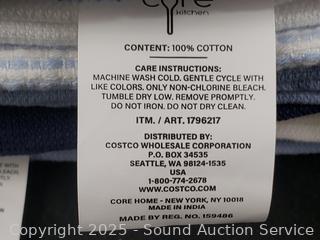 core
kitchen
CONTENT: 100% COTTON
CARE INSTRUCTIONS:
MACHINE WASH COLD. GENTLE CYCLE WITH
LIKE COLORS. ONLY NON-CHLORINE BLEACH.
TUMBLE DRY LOW. REMOVE PROMPTLY.
DO NOT IRON. DO NOT DRY CLEAN.
ITM. / ART. 1796217
DISTRIBUTED BY:
COSTCO WHOLESALE CORPORATION
P.O. BOX 34535
SEATTLE, WA 98124-1535
USA
1-800-774-2678
WWW.COSTCO.COM
CORE HOME - NEW YORK, NY 10018
MADE IN INDIA
MADE BY REG. NO. 159486
Copyright 2025 - Sound Auction Service